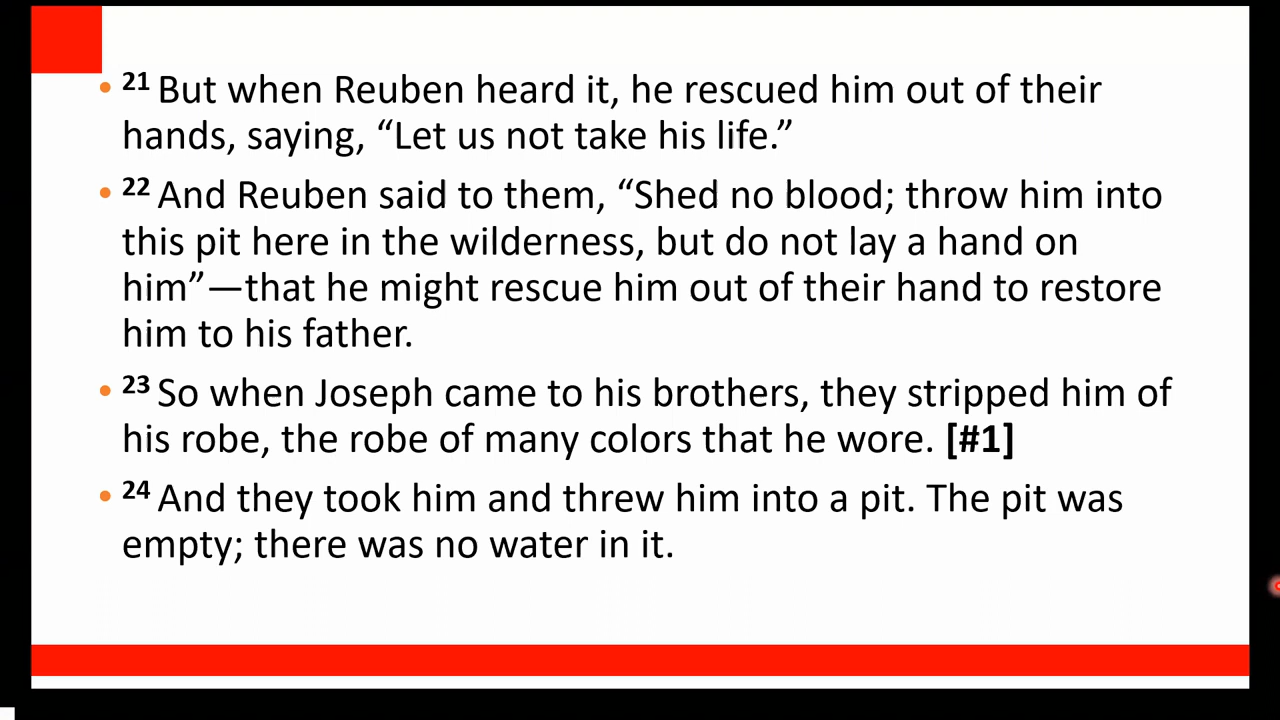 • 21 But when Reuben heard it, he rescued him out of their
hands, saying, “Let us not take his life.”
• 22 And Reuben said to them, “Shed no blood; throw him into
this pit here in the wilderness, but do not lay a hand on
him”—that he might rescue him out of their hand to restore
him to his father.
• 23 So when Joseph came to his brothers, they stripped him of
his robe, the robe of many colors that he wore. [#1]
• 24 And they took him and threw him into a pit. The pit was
empty; there was no water in it.